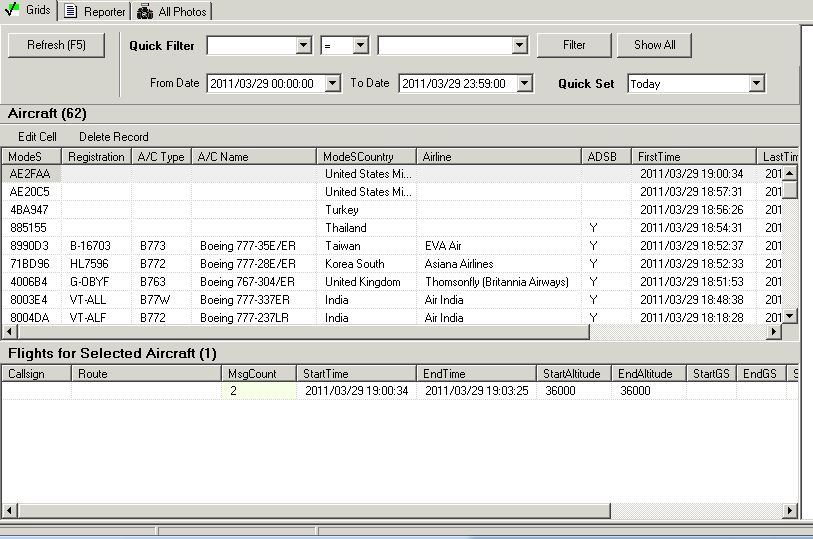 Grids Reporter All Photos
Refresh (F5) Quick Filter = Filter Show All
From Date 2011/03/29 00:00:00 To Date 2011/03/29 23:59:00 Quick Set Today
Aircraft (62)
Edit Cell Delete Record
ModeS Registration A/C Type A/C Name ModeSCountry Airline ADSB FirstTime LastTim
AE2FAA United States Mi... 2011/03/29 19:00:34 201
AE20C5 United States Mi... 2011/03/29 18:57:31 201
4BA947 Turkey 2011/03/29 18:56:26 201
885155 Thailand Y 2011/03/29 18:54:31 201
8990D3 B-16703 B773 Boeing 777-35E/ER Taiwan EVA Air Y 2011/03/29 18:52:37 201
71BD96 HL7596 B772 Boeing 777-28E/ER Korea South Asiana Airlines Y 2011/03/29 18:52:33 201
4006B4 G-OBYF B763 Boeing 767-304/ER United Kingdom Thomsonfly (Britannia Airways) Y 2011/03/29 18:51:53 201
8003E4 VT-ALL B77W Boeing 777-337ER India Air India Y 2011/03/29 18:48:38 201
8004DA VT-ALF B772 Boeing 777-237LR India Air India Y 2011/03/29 18:18:28 201
Flights for Selected Aircraft (1)
Callsign Route MsgCount StartTime EndTime StartAltitude EndAltitude StartGS EndGS S
2 2011/03/29 19:00:34 2011/03/29 19:03:25 36000 36000